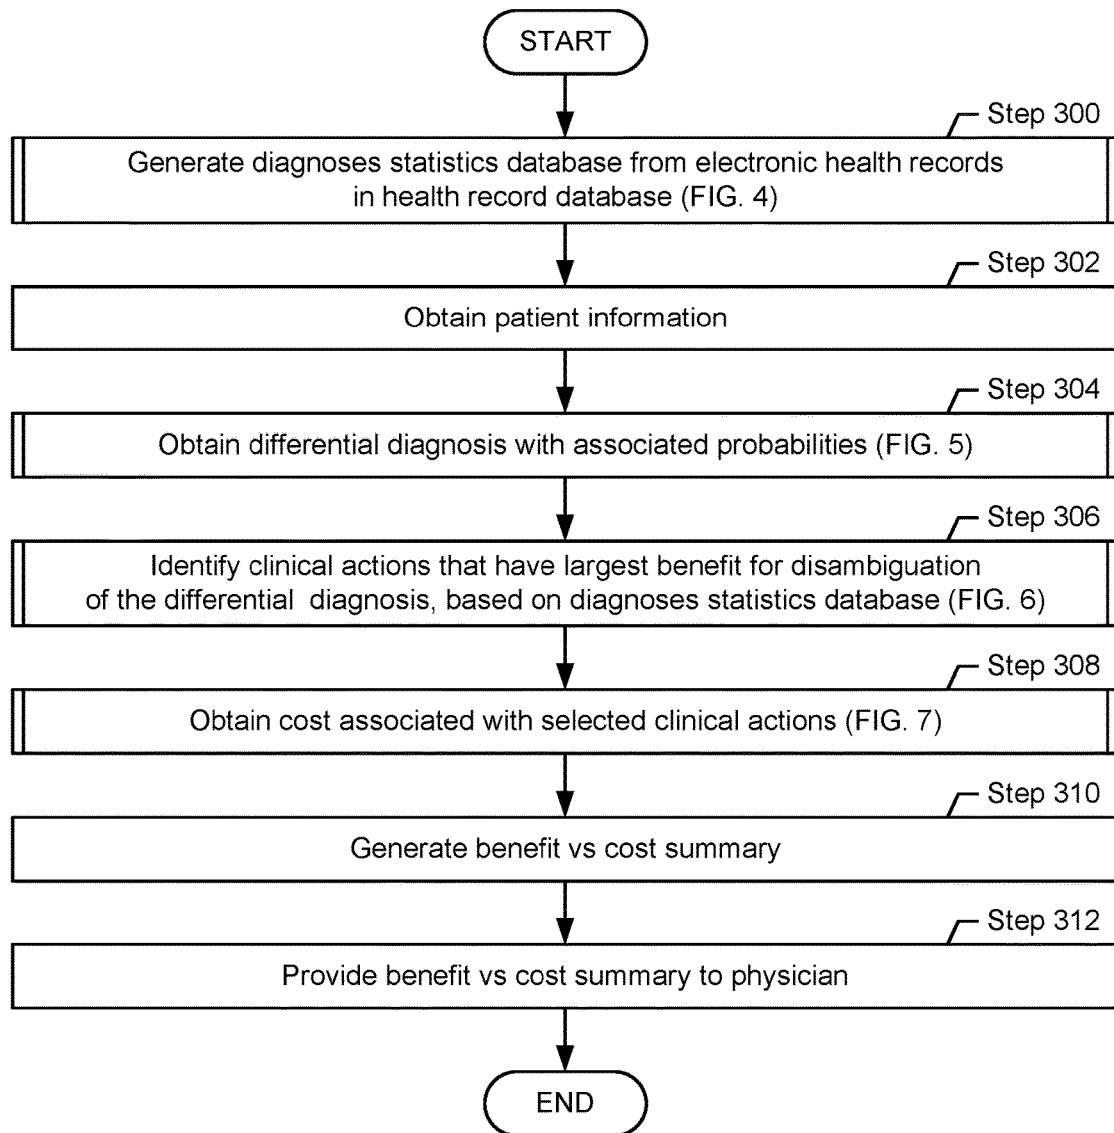 START
Step 300
Generate diagnoses statistics database from electronic health records
in health record database (FIG. 4)
Step 302
Obtain patient information
Step 304
Obtain differential diagnosis with associated probabilities (FIG. 5)
Step 306
Identify clinical actions that have largest benefit for disambiguation
of the differential diagnosis, based on diagnoses statistics database (FIG. 6)
Step 308
Obtain cost associated with selected clinical actions (FIG. 7)
Step 310
Generate benefit vs cost summary
Step 312
Provide benefit vs cost summary to physician
END